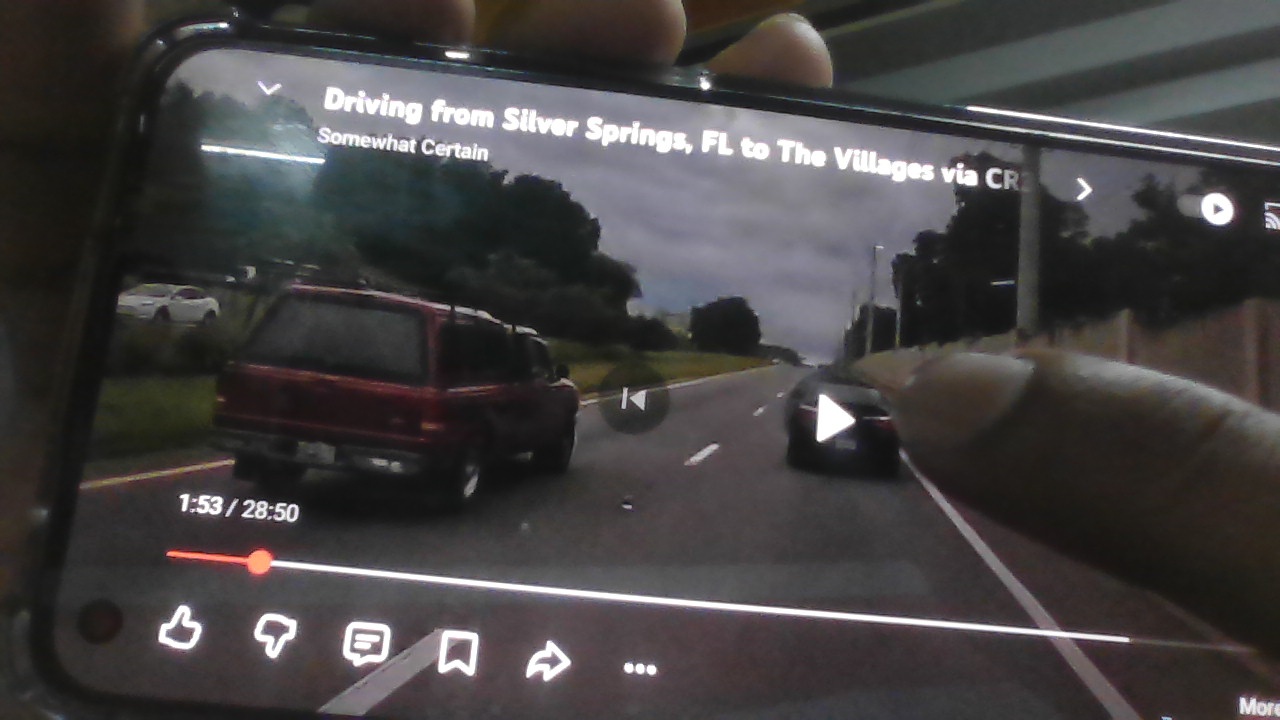 Driving from Silver Springs, FL to The Villages via CR
Somewhat Certain
1:53 / 28:50
More